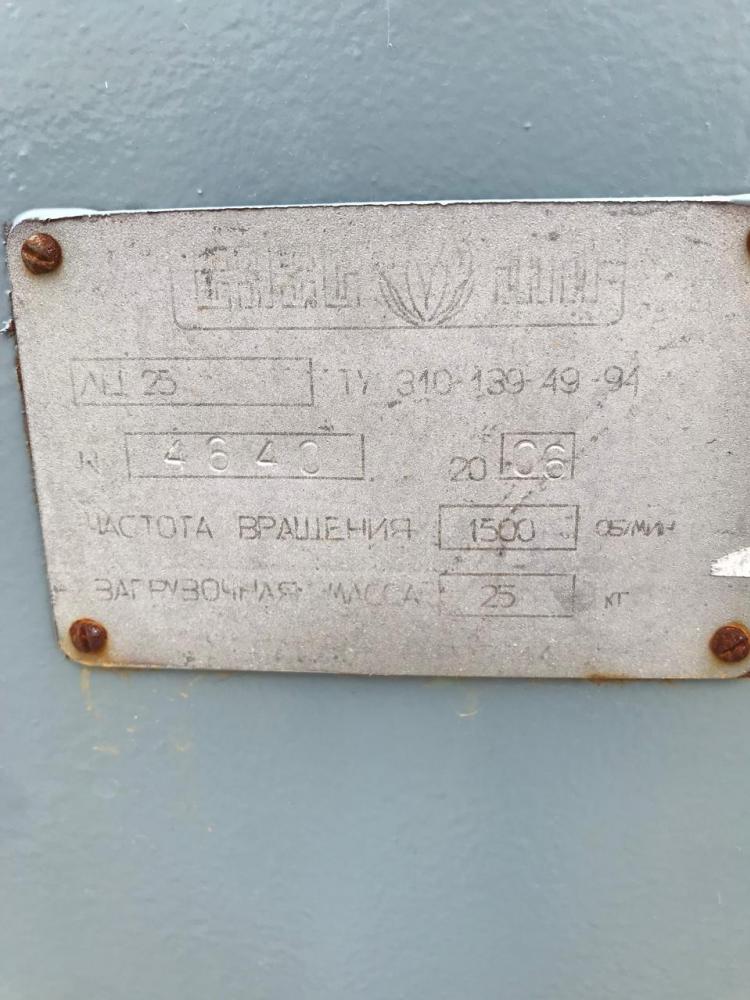 ЛЦ 25 ТУ 310-139-49-94
№ 4640 20 06
ЧАСТОТА ВРАЩЕНИЯ 1500 ОБ/МИН
ЗАГРУЗОЧНАЯ МАССА 25 КГ